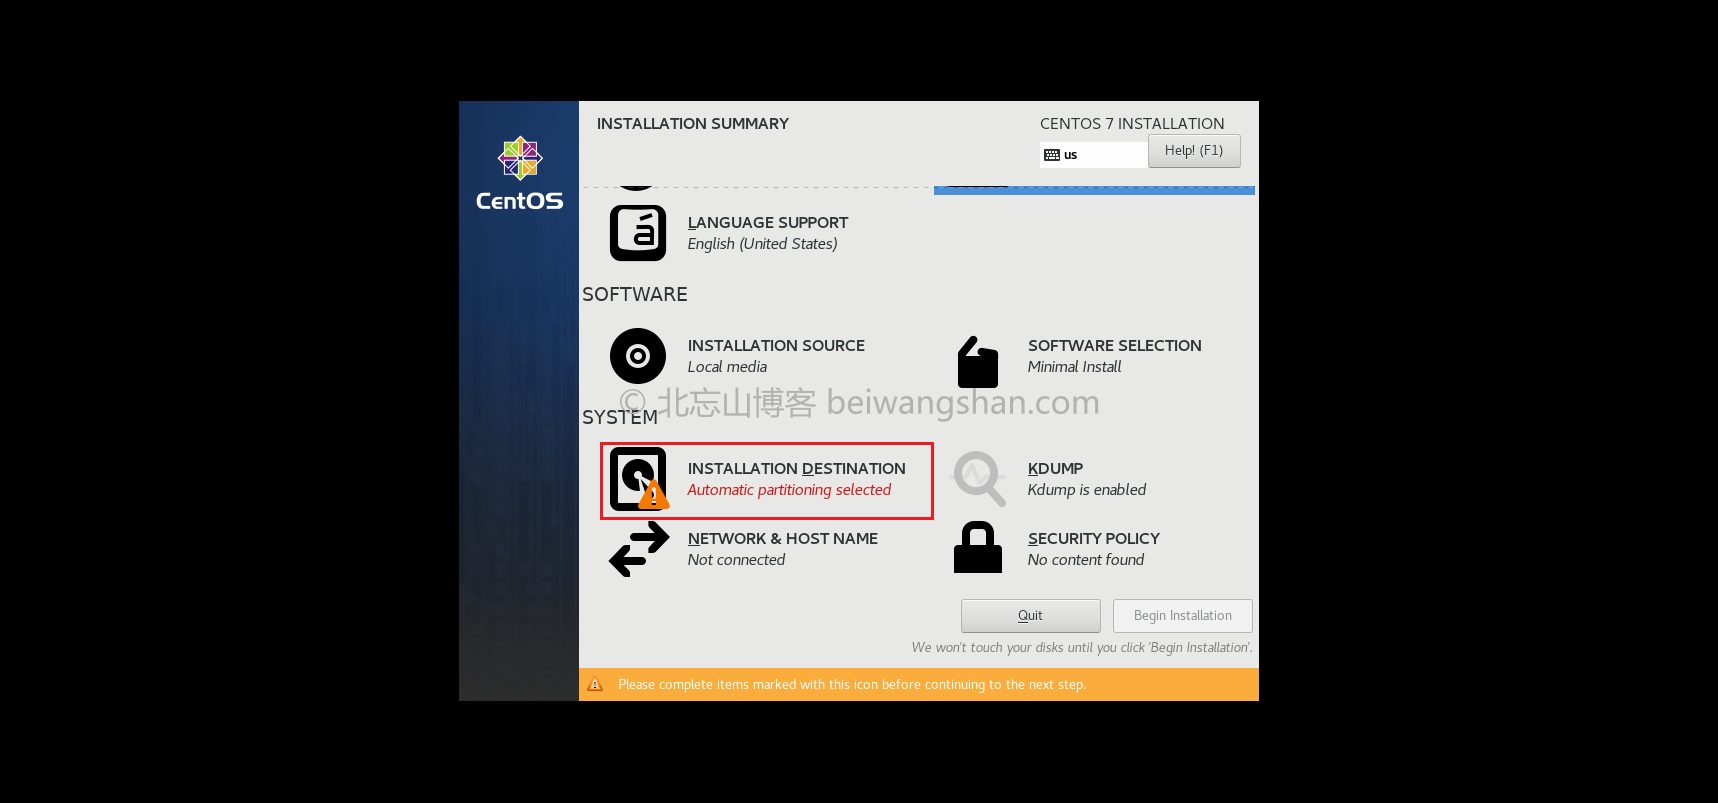 INSTALLATION SUMMARY
CENTOS 7 INSTALLATION
us
Help! (F1)
CentOS
LANGUAGE SUPPORT
English (United States)
SOFTWARE
INSTALLATION SOURCE
Local media
SOFTWARE SELECTION
Minimal Install
© 北忘山博客 beiwangshan.com
SYSTEM
INSTALLATION DESTINATION
Automatic partitioning selected
KDUMP
Kdump is enabled
NETWORK & HOST NAME
Not connected
SECURITY POLICY
No content found
Quit
Begin Installation
We won't touch your disks until you click 'Begin Installation'.
Please complete items marked with this icon before continuing to the next step.